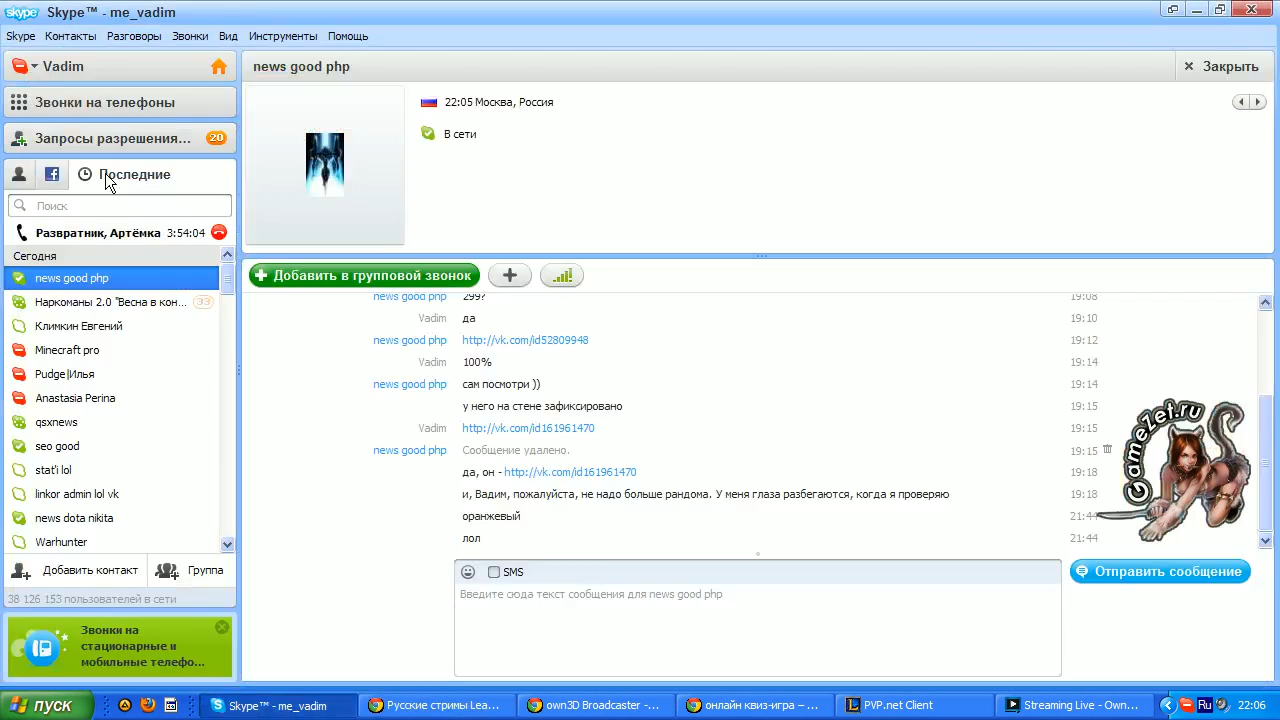 skype Skype™ - me_vadim
Skype Контакты Разговоры Звонки Вид Инструменты Помощь
Vadim
news good php
Закрыть
Звонки на телефоны
22:05 Москва, Россия
Запросы разрешения... 20
В сети
Последние
Поиск
Развратник, Артёмка 3:54:04
Сегодня
news good php
Наркоманы 2.0 "Весна в кон... 33
Климкин Евгений
Minecraft pro
Pudge|Илья
Anastasia Perina
qsxnews
seo good
stat'i lol
linkor admin lol vk
news dota nikita
Warhunter
Добавить контакт Группа
38 126 153 пользователей в сети
Звонки на
стационарные и
мобильные телефо...
Добавить в групповой звонок
news good php 299? 19:08
Vadim да 19:10
news good php http://vk.com/id52809948 19:12
Vadim 100% 19:14
news good php сам посмотри )) 19:14
у него на стене зафиксировано 19:15
Vadim http://vk.com/id161961470 19:15
news good php Сообщение удалено. 19:15
да, он - http://vk.com/id161961470 19:18
и, Вадим, пожалуйста, не надо больше рандома. У меня глаза разбегаются, когда я проверяю 19:18
оранжевый 21:44
лол 21:44
GameZet.ru
SMS
Введите сюда текст сообщения для news good php
Отправить сообщение
пуск
Skype™ - me_vadim
Русские стримы Lea...
own3D Broadcaster -...
онлайн квиз-игра – ...
PVP.net Client
Streaming Live - Own...
Ru
22:06